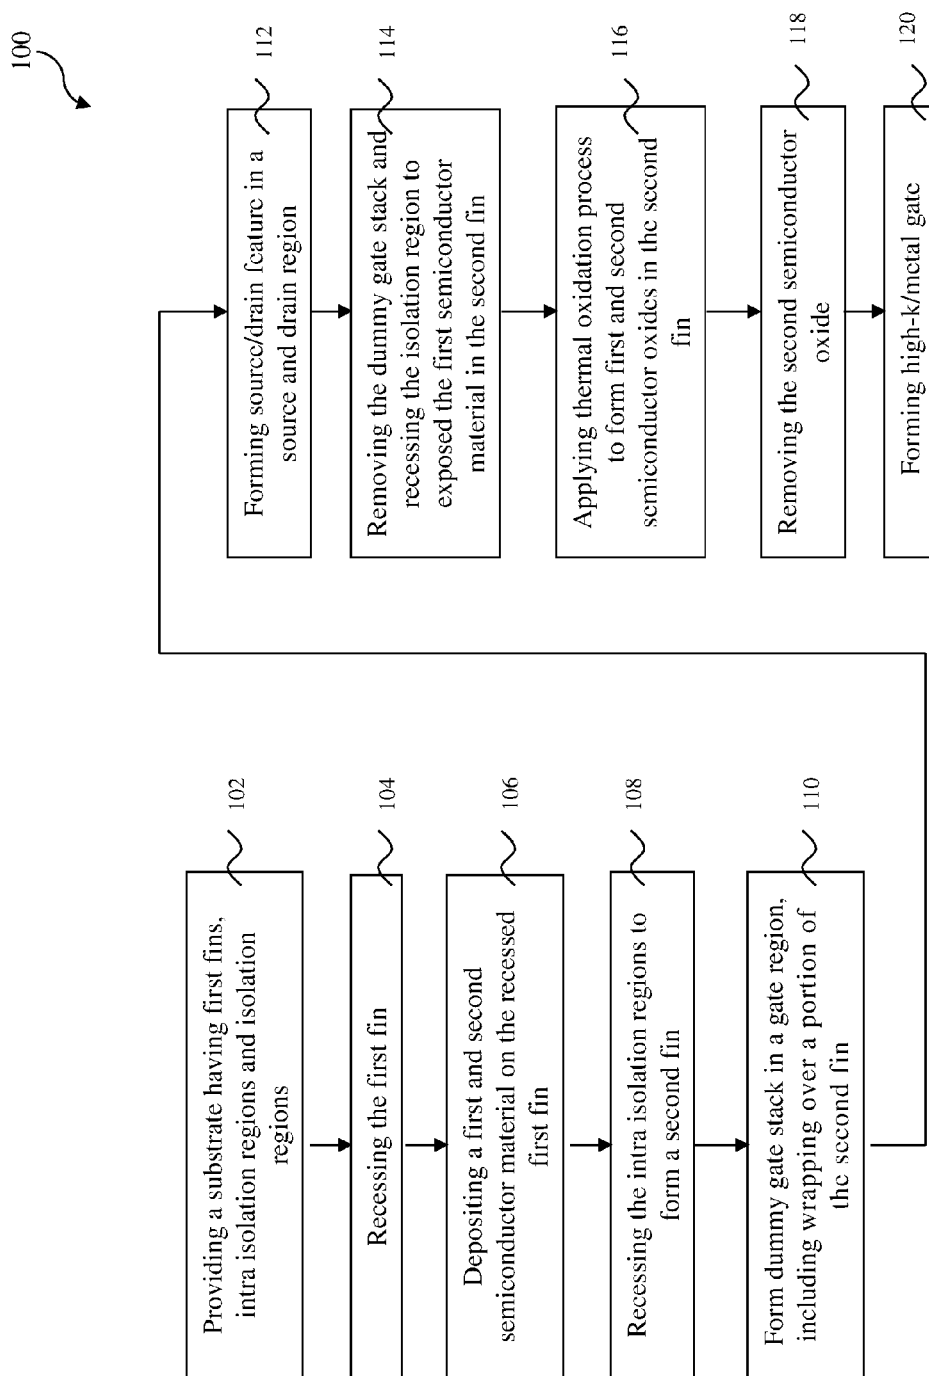 100
102
Providing a substrate having first fins,
intra isolation regions and isolation
regions
104
Recessing the first fin
106
Depositing a first and second
semiconductor material on the recessed
first fin
108
Recessing the intra isolation regions to
form a second fin
110
Form dummy gate stack in a gate region,
including wrapping over a portion of
the second fin
112
Forming source/drain feature in a
source and drain region
114
Removing the dummy gate stack and
recessing the isolation region to
exposed the first semiconductor
material in the second fin
116
Applying thermal oxidation process
to form first and second
semiconductor oxides in the second
fin
118
Removing the second semiconductor
oxide
120
Forming high-k/metal gate